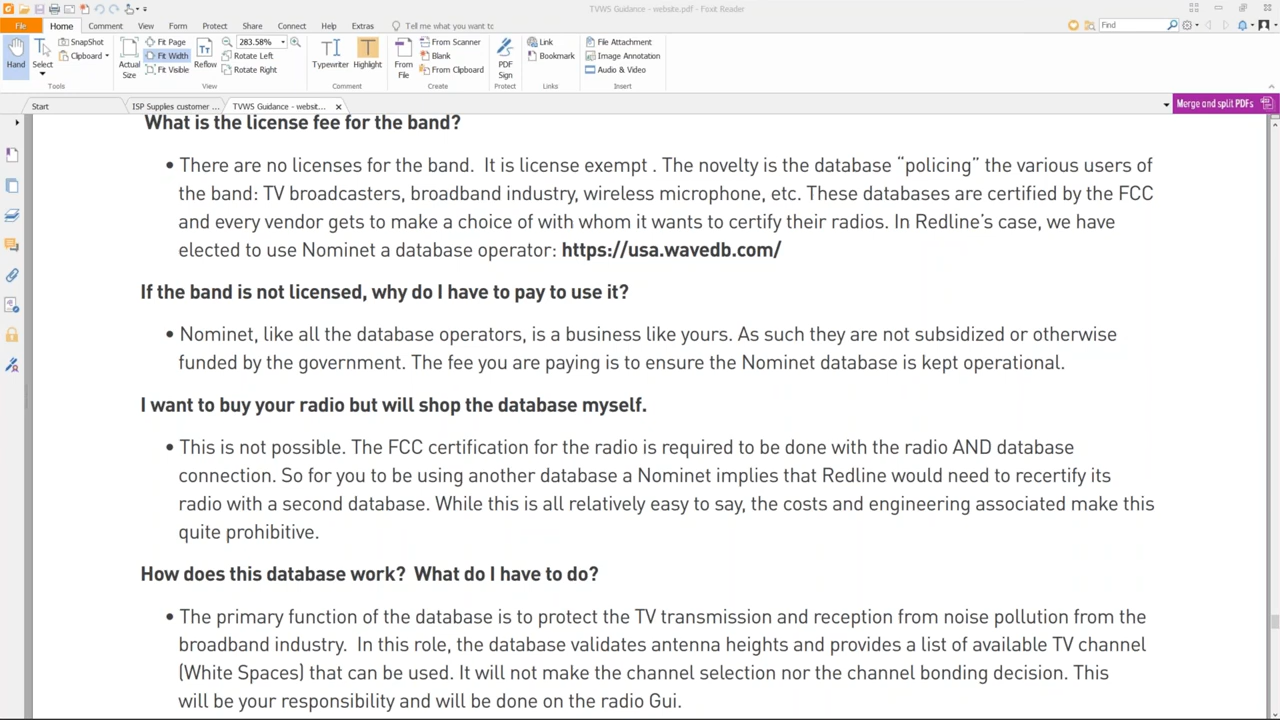 TVWS Guidance - website.pdf - Foxit Reader
File Home Comment View Form Protect Share Connect Help Extras Tell me what you want tc Find
Hand Select SnapShot Clipboard Actual Size Fit Page Fit Width Fit Visible Reflow 283.58% Rotate Left Rotate Right Typewriter Highlight From File From Scanner Blank From Clipboard PDF Sign Link Bookmark File Attachment Image Annotation Audio & Video
Tools View Comment Create Protect Links Insert
Start ISP Supplies customer ... TVWS Guidance - websit... Merge and split PDFs
What is the license fee for the band?
• There are no licenses for the band. It is license exempt . The novelty is the database “policing” the various users of
the band: TV broadcasters, broadband industry, wireless microphone, etc. These databases are certified by the FCC
and every vendor gets to make a choice of with whom it wants to certify their radios. In Redline’s case, we have
elected to use Nominet a database operator: https://usa.wavedb.com/
If the band is not licensed, why do I have to pay to use it?
• Nominet, like all the database operators, is a business like yours. As such they are not subsidized or otherwise
funded by the government. The fee you are paying is to ensure the Nominet database is kept operational.
I want to buy your radio but will shop the database myself.
• This is not possible. The FCC certification for the radio is required to be done with the radio AND database
connection. So for you to be using another database a Nominet implies that Redline would need to recertify its
radio with a second database. While this is all relatively easy to say, the costs and engineering associated make this
quite prohibitive.
How does this database work? What do I have to do?
• The primary function of the database is to protect the TV transmission and reception from noise pollution from the
broadband industry. In this role, the database validates antenna heights and provides a list of available TV channel
(White Spaces) that can be used. It will not make the channel selection nor the channel bonding decision. This
will be your responsibility and will be done on the radio Gui.